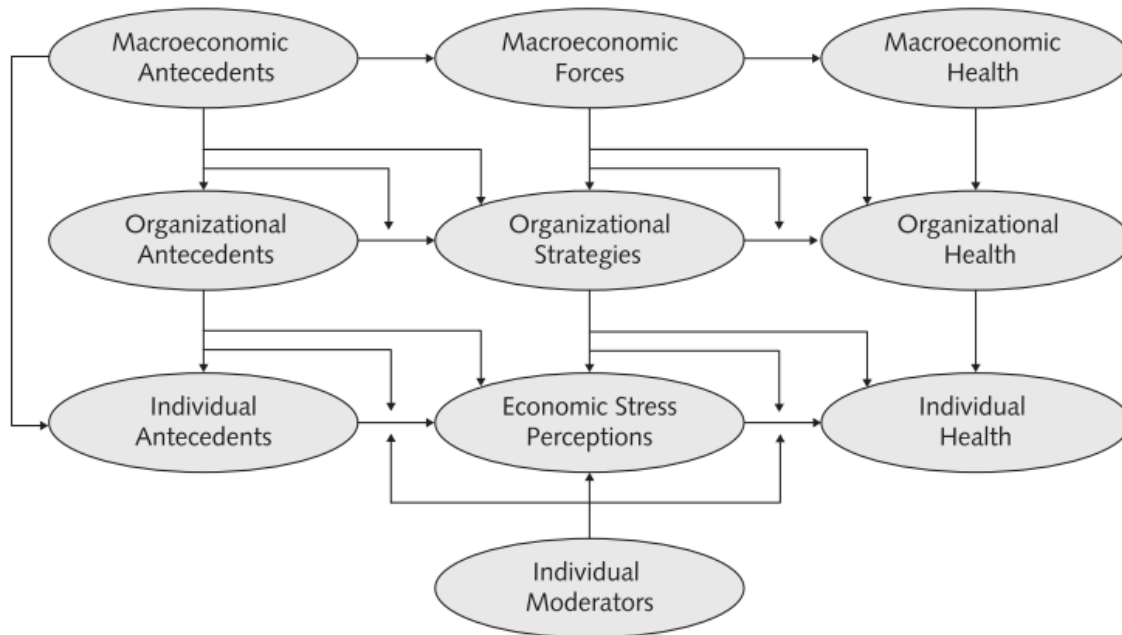 Macroeconomic
Antecedents
Macroeconomic
Forces
Macroeconomic
Health
Organizational
Antecedents
Organizational
Strategies
Organizational
Health
Individual
Antecedents
Economic Stress
Perceptions
Individual
Health
Individual
Moderators